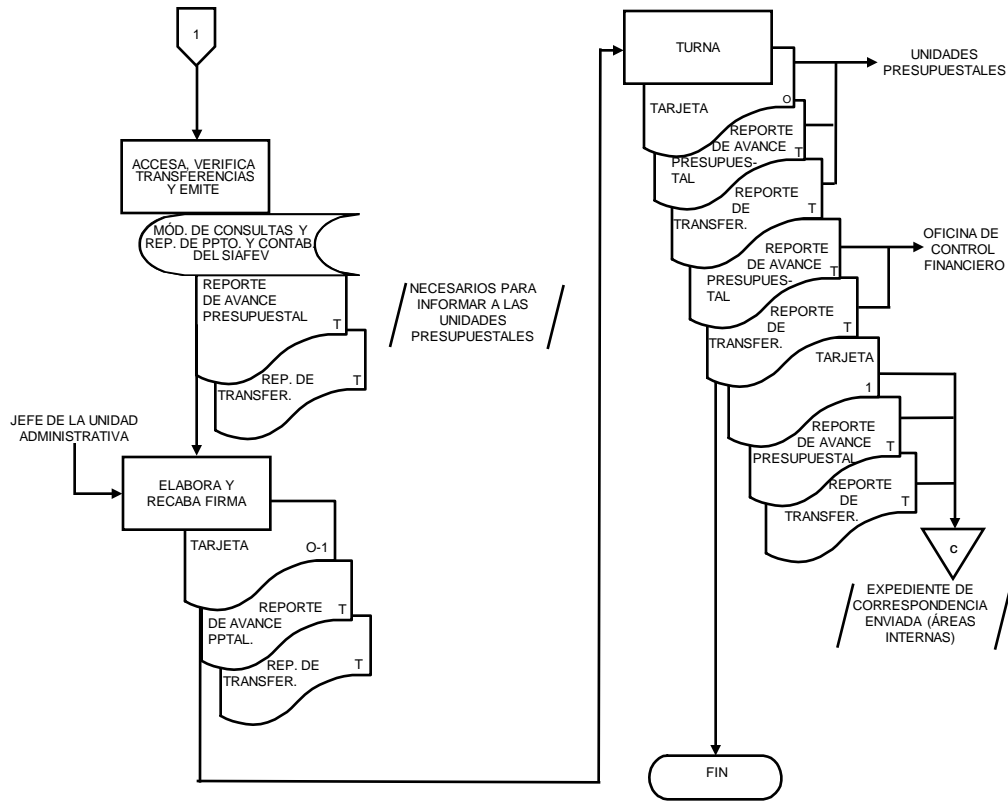 1
ACCESA, VERIFICA
TRANSFERENCIAS
Y EMITE
MÓD. DE CONSULTAS Y
REP. DE PPTO. Y CONTAB.
DEL SIAFEV
REPORTE
DE AVANCE
PRESUPUESTAL
T
REP. DE
TRANSFER.
T
NECESARIOS PARA
INFORMAR A LAS
UNIDADES
PRESUPUESTALES
JEFE DE LA UNIDAD
ADMINISTRATIVA
ELABORA Y
RECABA FIRMA
TARJETA
O-1
REPORTE
DE AVANCE
PPTAL.
T
REP. DE
TRANSFER.
T
TURNA
UNIDADES
PRESUPUESTALES
TARJETA
O
REPORTE
DE AVANCE
PRESUPUES-
TAL
T
REPORTE
DE
TRANSFER.
T
REPORTE
DE AVANCE
PRESUPUES-
TAL
T
OFICINA DE
CONTROL
FINANCIERO
REPORTE
DE
TRANSFER.
T
TARJETA
1
REPORTE
DE AVANCE
PRESUPUESTAL
T
REPORTE
DE
TRANSFER.
T
C
EXPEDIENTE DE
CORRESPONDENCIA
ENVIADA (ÁREAS
INTERNAS)
FIN